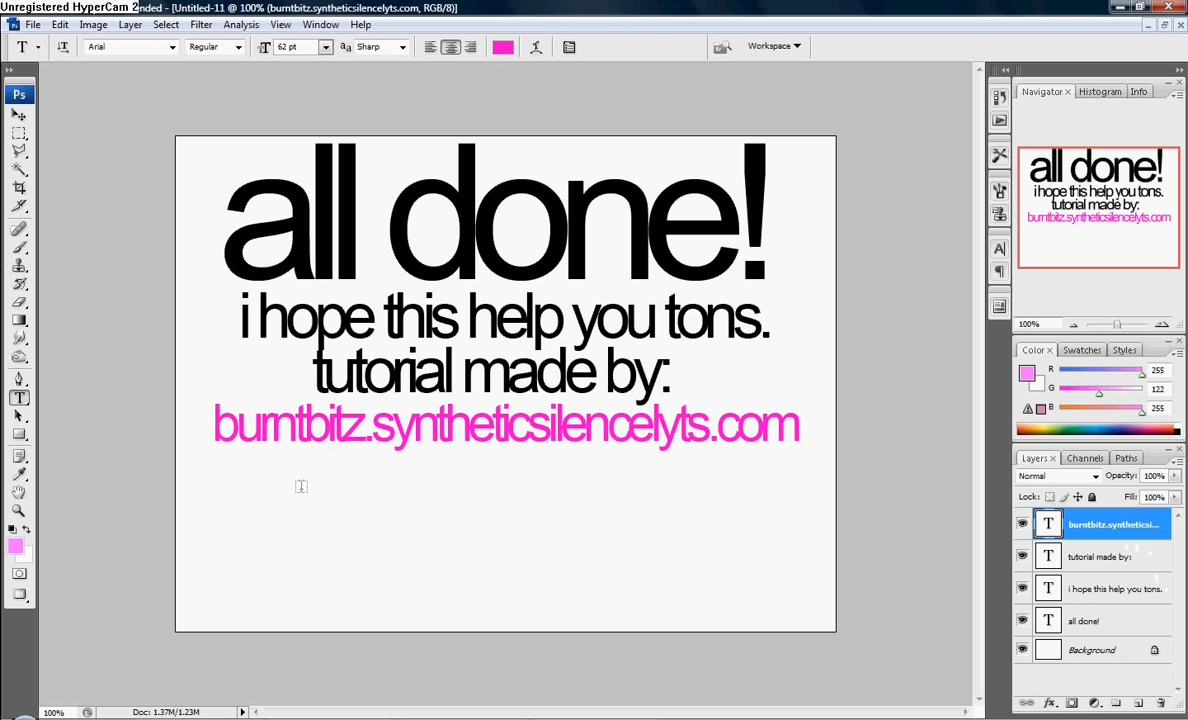 Unregistered HyperCam 2
nded - [Untitled-11 @ 100% (burntbitz.syntheticsilencelyts.com, RGB/8)]
File Edit Image Layer Select Filter Analysis View Window Help
T Arial Regular 62 pt aa Sharp Workspace
Ps
Navigator Histogram Info
all done!
i hope this help you tons.
tutorial made by:
burntbitz.syntheticsilencelyts.com
all done!
i hope this help you tons.
tutorial made by:
burntbitz.syntheticsilencelyts.com
100%
Color Swatches Styles
R 255
G 122
B 255
Layers Channels Paths
Normal Opacity: 100%
Lock: Fill: 100%
T burntbitz.syntheticsi...
T tutorial made by:
T i hope this help you tons.
T all done!
Background
100% Doc: 1.37M/1.23M